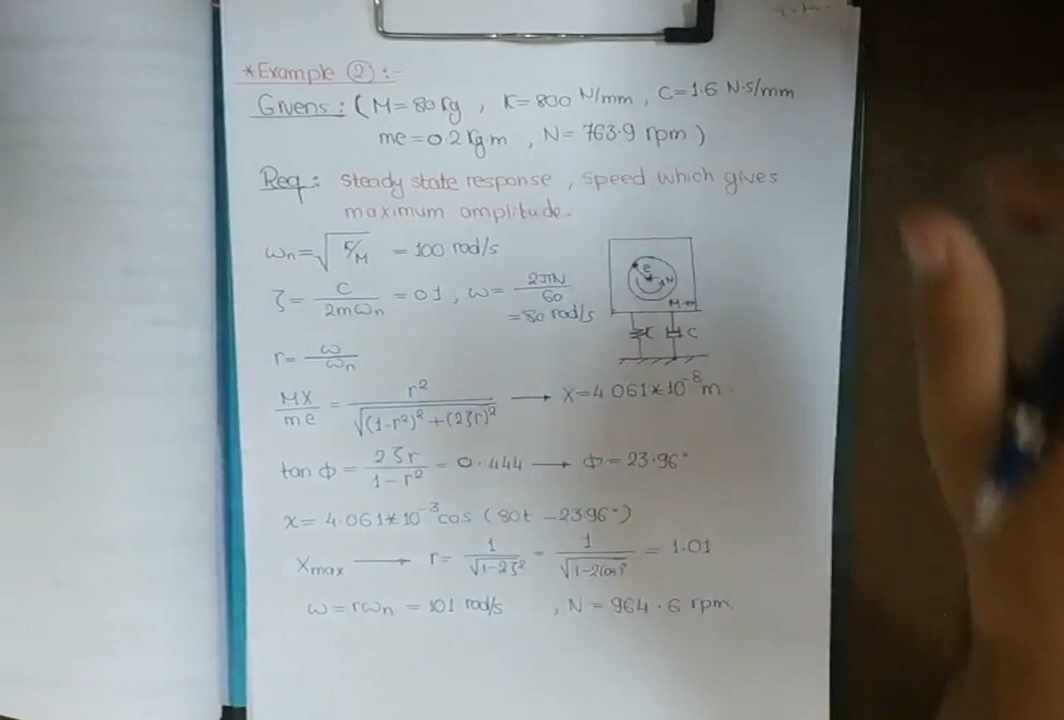 *Example ②:-
Givens: (M=80 Kg, K=800 N/mm, C=1.6 N.S/mm
me=0.2 Kg.m, N=763.9 rpm)
Req: Steady state response, speed which gives
maximum amplitude.
ωn=√K/M = 100 rad/s
ζ= C/2mωn = 0.1, ω= 2πN/60
=80 rad/s
r= ω/ωn
MX/me = r²/√((1-r²)²+(2ζr)²) → X=4.061*10⁻⁸m
tan Φ = 2ζr/1-r² = 0.444 → Φ=23.96°
x= 4.061*10⁻³cos (80t -23.96°)
Xmax → r= 1/√1-2ζ² = 1/√1-2(0.1)² = 1.01
ω=rωn = 101 rad/s, N=964.6 rpm
e
N
M-m
K C